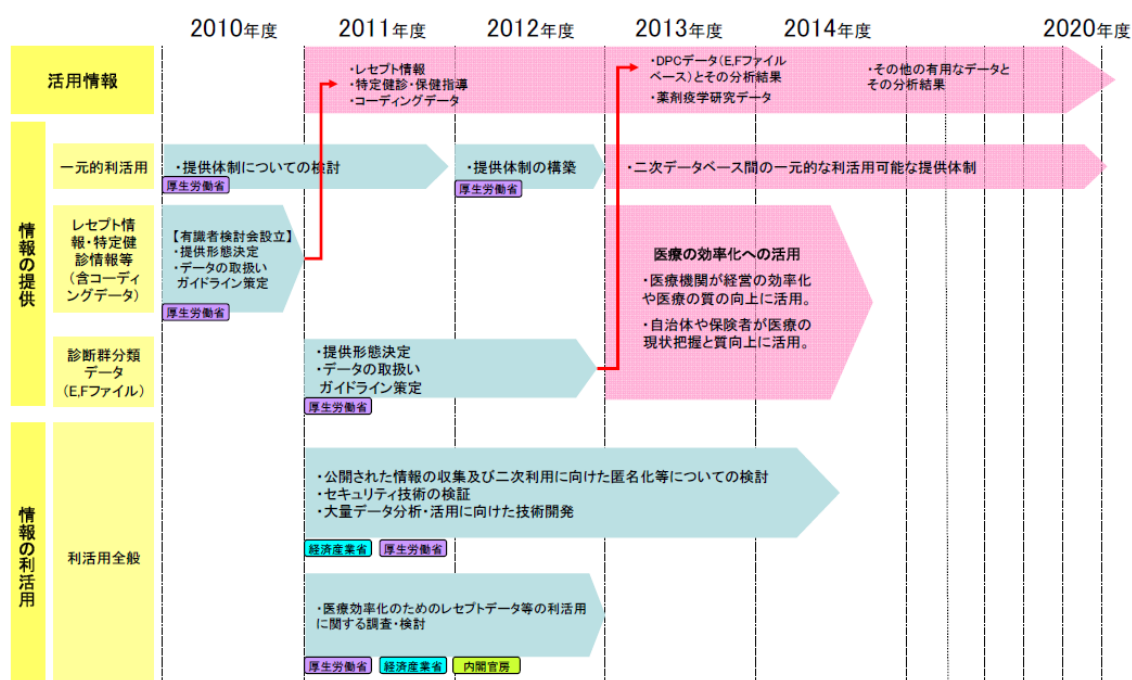 2010年度
2011年度
2012年度
2013年度
2014年度
2020年度
活用情報
・レセプト情報
・特定健診・保健指導
・コーディングデータ
・DPCデータ(E,Fファイル
ベース)とその分析結果
・薬剤疫学研究データ
・その他の有用なデータと
その分析結果
情報の提供
一元的利活用
・提供体制についての検討
厚生労働省
・提供体制の構築
厚生労働省
・二次データベース間の一元的な利活用可能な提供体制
レセプト情
報・特定健
診情報等
(含コーディ
ングデータ)
【有識者検討会設立】
・提供形態決定
・データの取扱い
ガイドライン策定
厚生労働省
医療の効率化への活用
・医療機関が経営の効率化
や医療の質の向上に活用。
・自治体や保険者が医療の
現状把握と質向上に活用。
診断群分類
データ
(E,Fファイル)
・提供形態決定
・データの取扱い
ガイドライン策定
厚生労働省
情報の利活用
利活用全般
・公開された情報の収集及び二次利用に向けた匿名化等についての検討
・セキュリティ技術の検証
・大量データ分析・活用に向けた技術開発
経済産業省
厚生労働省
・医療効率化のためのレセプトデータ等の利活用
に関する調査・検討
厚生労働省
経済産業省
内閣官房